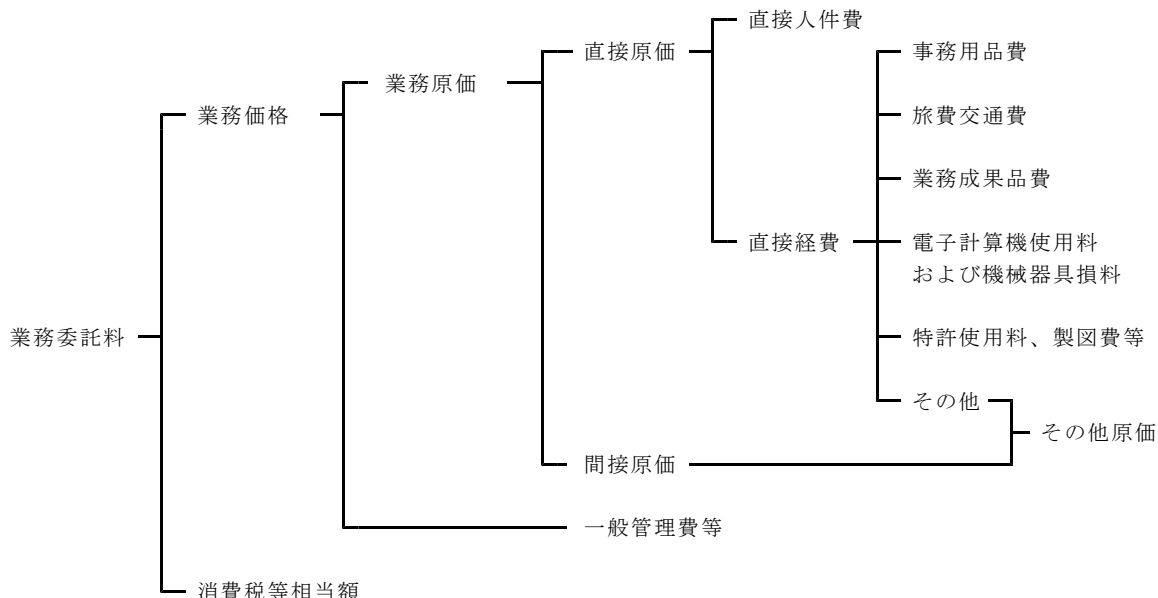 直接人件費
直接原価
事務用品費
業務原価
業務価格
旅費交通費
業務成果品費
直接経費
電子計算機使用料
および機械器具損料
業務委託料
特許使用料、製図費等
その他
その他原価
間接原価
一般管理費等
消費税等相当額